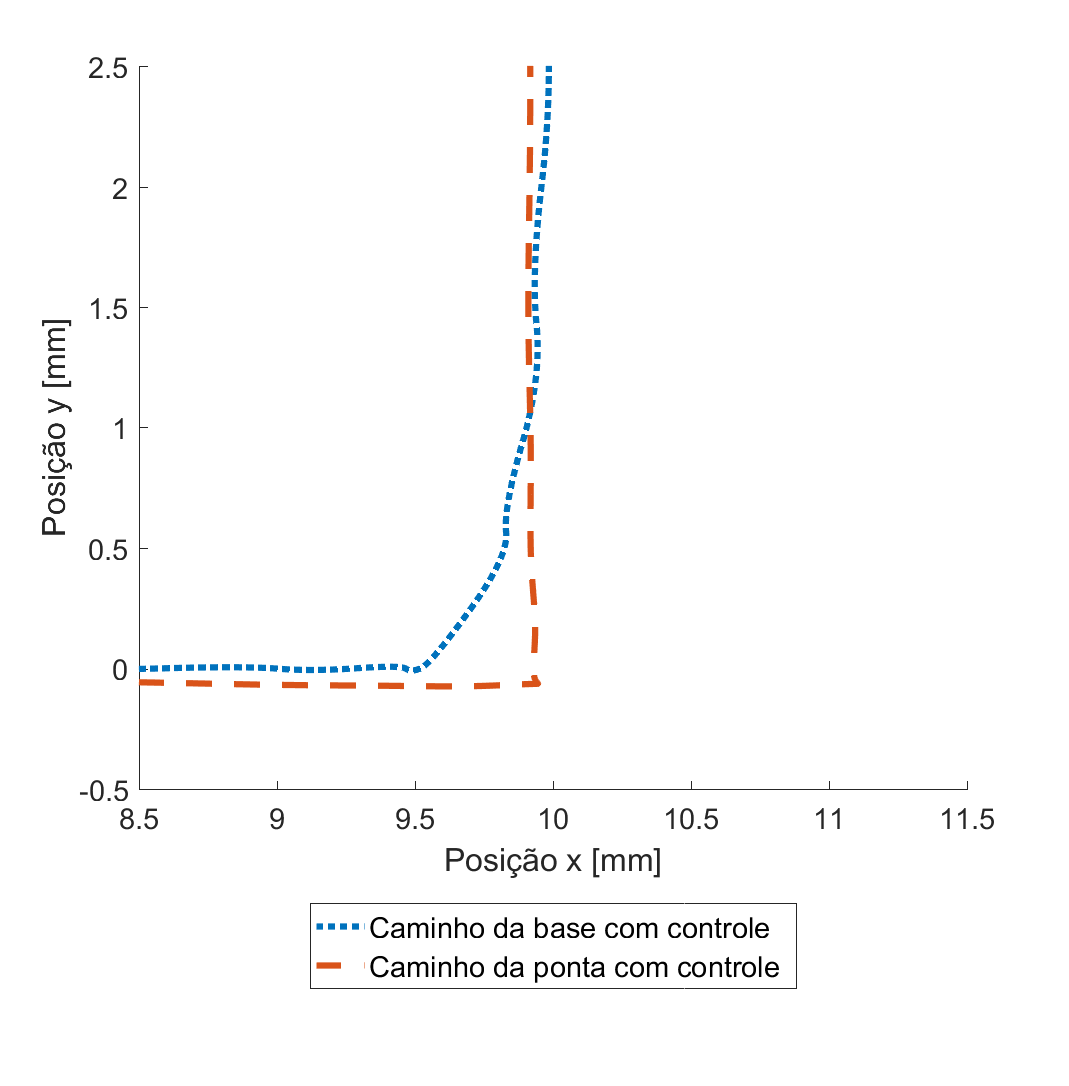 2.5
2
1.5
1
0.5
0
-0.5
Posição y [mm]
8.5 9 9.5 10 10.5 11 11.5
Posição x [mm]
Caminho da base com controle
Caminho da ponta com controle